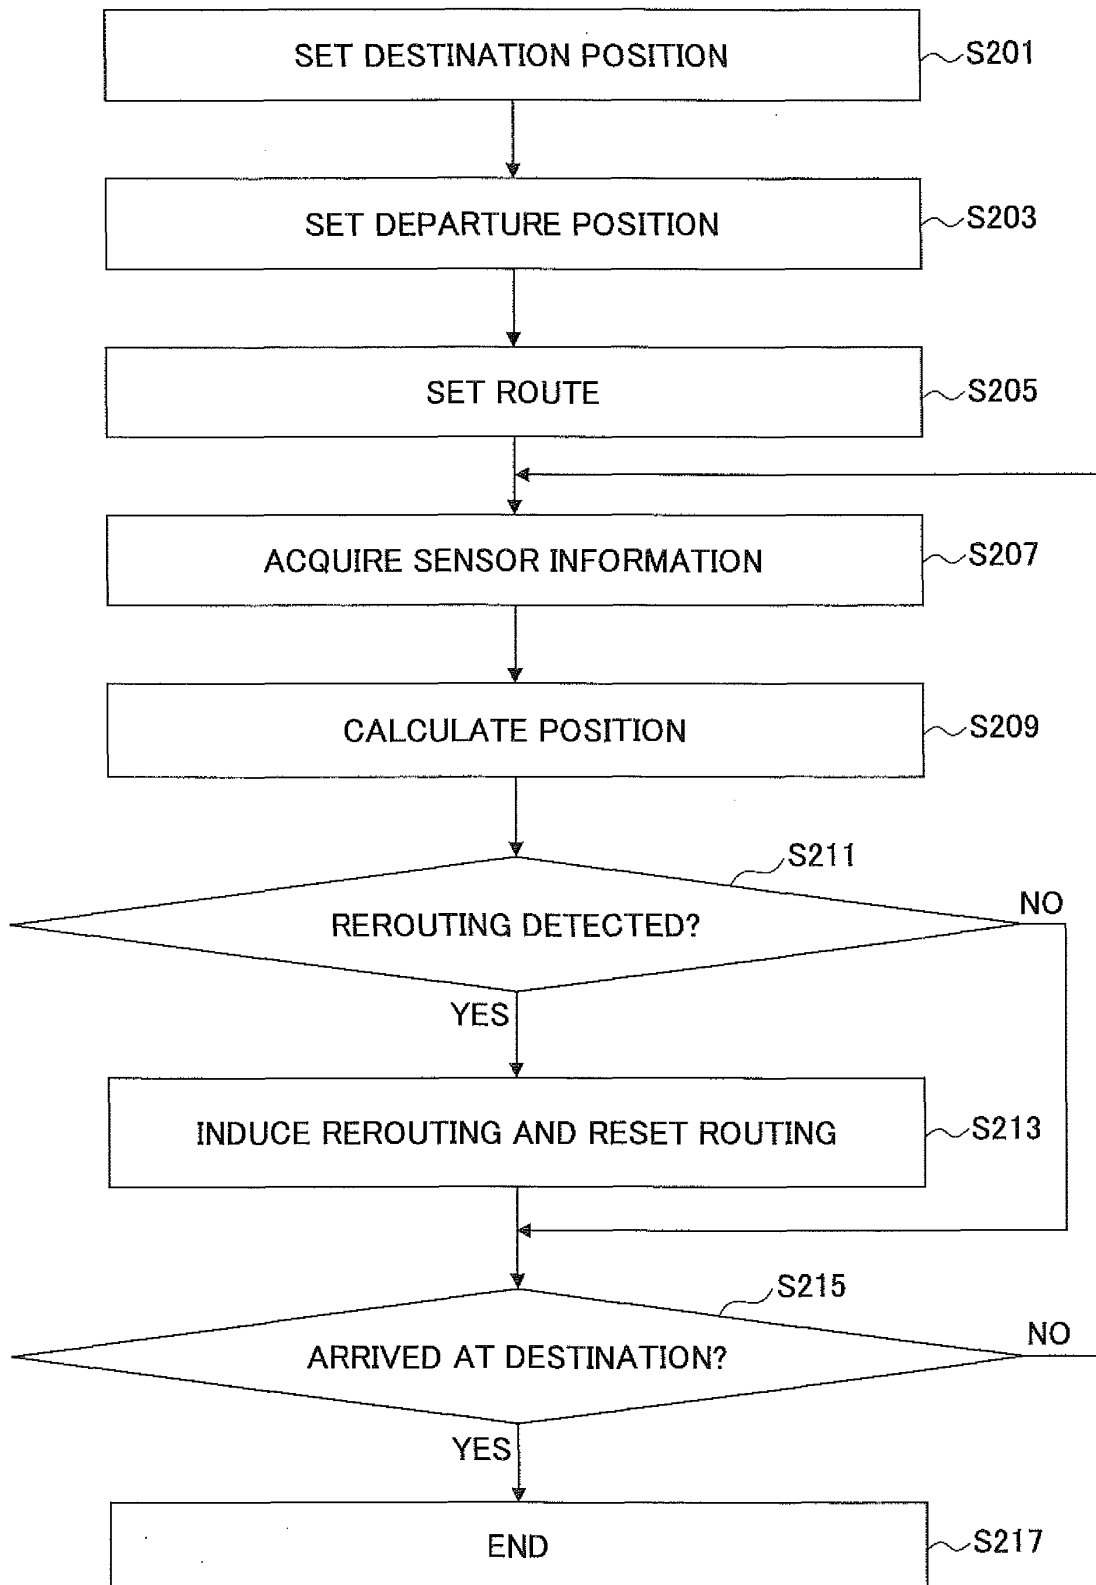 SET DESTINATION POSITION
S201
SET DEPARTURE POSITION
S203
SET ROUTE
S205
ACQUIRE SENSOR INFORMATION
S207
CALCULATE POSITION
S209
S211
REROUTING DETECTED?
NO
YES
INDUCE REROUTING AND RESET ROUTING
S213
S215
ARRIVED AT DESTINATION?
NO
YES
END
S217